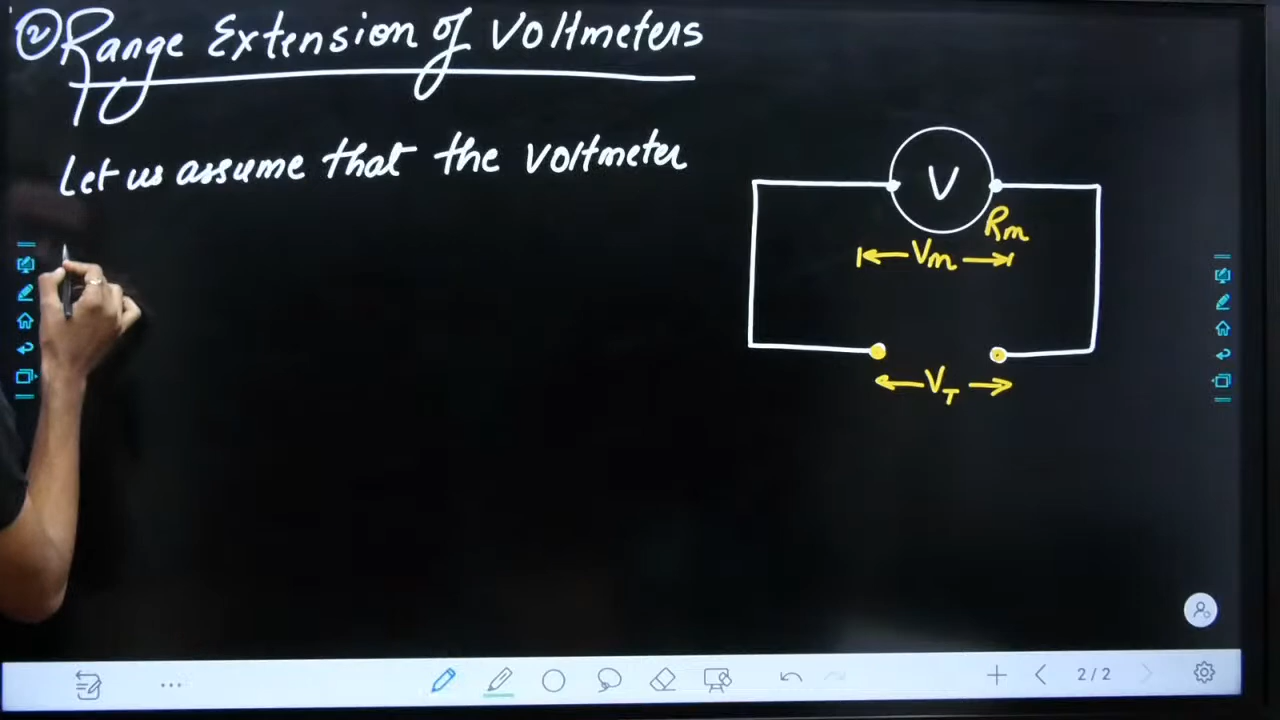 ② Range Extension of Voltmeters
Let us assume that the voltmeter
V
Rm
Vm
VT
2/2